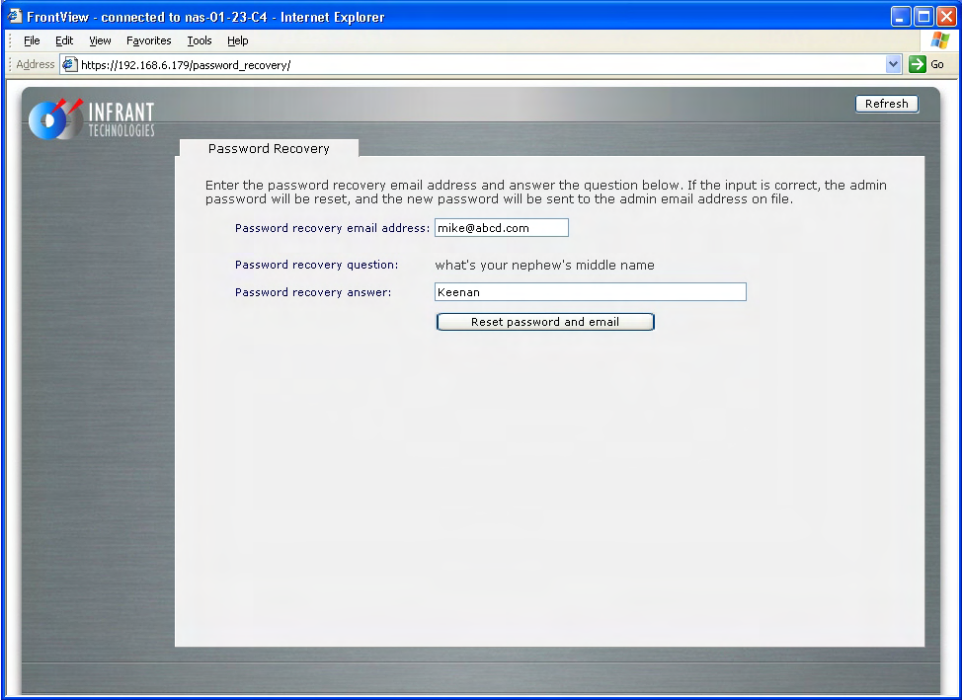 FrontView - connected to nas-01-23-C4 - Internet Explorer
File Edit View Favorites Tools Help
Address https://192.168.6.179/password_recovery/ Go
INFRANT
TECHNOLOGIES
Refresh
Password Recovery
Enter the password recovery email address and answer the question below. If the input is correct, the admin
password will be reset, and the new password will be sent to the admin email address on file.
Password recovery email address: mike@abcd.com
Password recovery question: what's your nephew's middle name
Password recovery answer: Keenan
Reset password and email